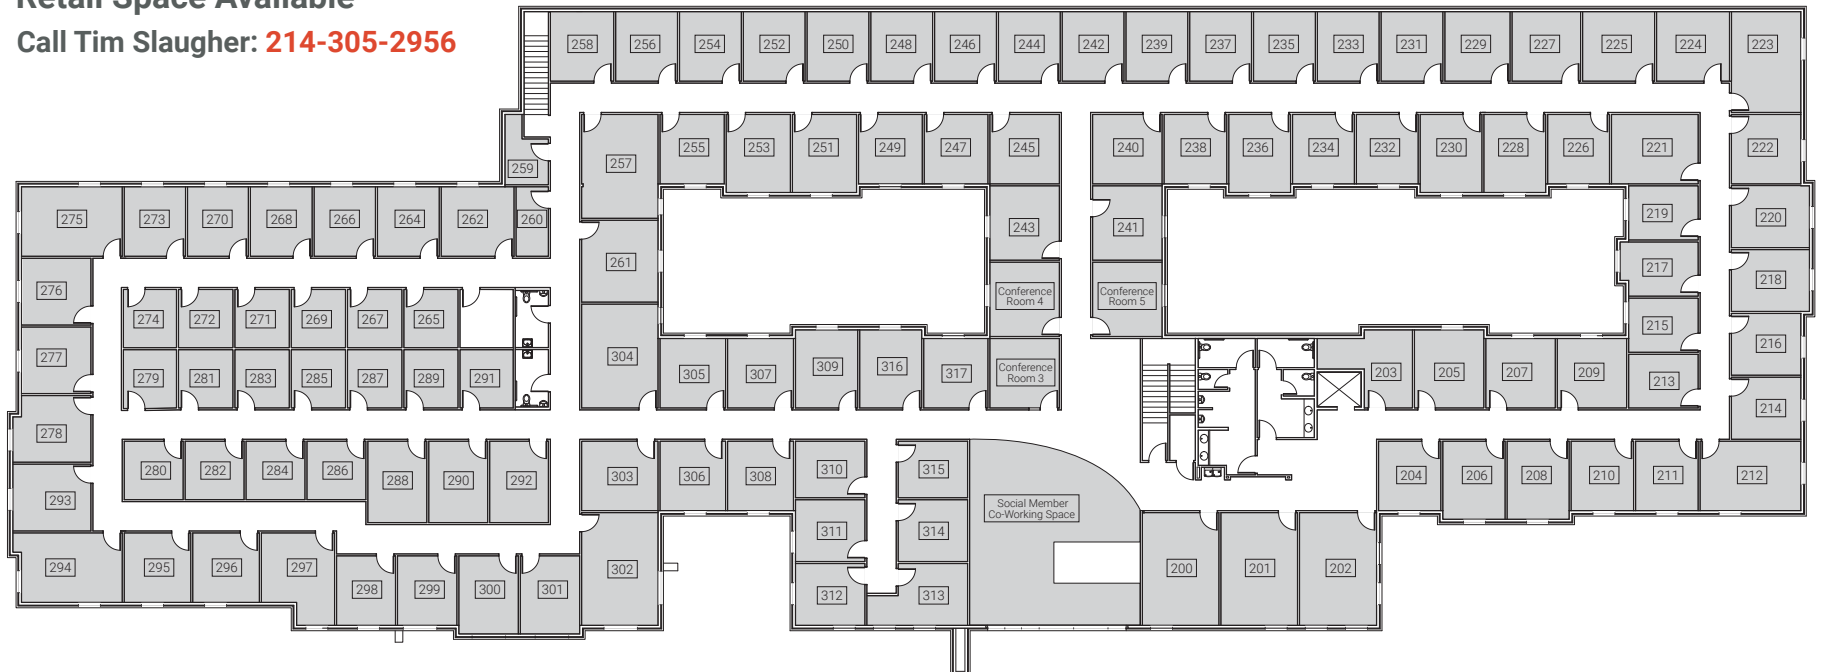 Retail Space Available
Call Tim Slaugher: 214-305-2956
258 256 254 252 250 248 246 244 242 239 237 235 233 231 229 227 225 224 223
255 253 251 249 247 245 240 238 236 234 232 230 228 226 221 222
257
259
275 273 270 268 266 264 262 260
243 241 219 220
261
217
218
276
Conference
Room 4
Conference
Room 5
274 272 271 269 267 265
215
216
277
304
279 281 283 285 287 289 291
305 307 309 316 317
Conference
Room 3
203 205 207 209
213
214
278
280 282 284 286 288 290 292
303 306 308 310 315
204 206 208 210 211 212
293
Social Member
Co-Working Space
311 314
294 295 296 297
298 299 300 301
302
312 313
200 201 202